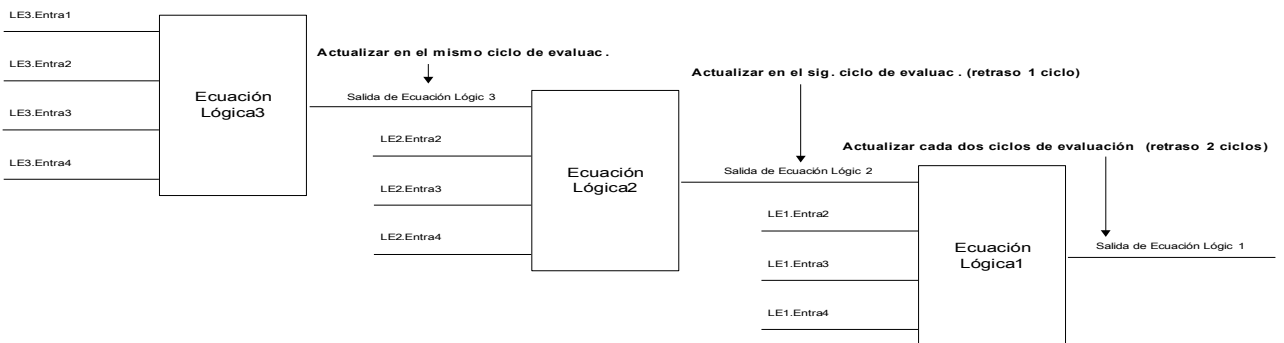 LE3.Entra1
LE3.Entra2
LE3.Entra3
LE3.Entra4
Ecuación
Lógica3
Actualizar en el mismo ciclo de evaluac .
Salida de Ecuación Lógic 3
LE2.Entra2
LE2.Entra3
LE2.Entra4
Ecuación
Lógica2
Actualizar en el sig. ciclo de evaluac . (retraso 1 ciclo)
Salida de Ecuación Lógic 2
LE1.Entra2
LE1.Entra3
LE1.Entra4
Ecuación
Lógica1
Actualizar cada dos ciclos de evaluación (retraso 2 ciclos)
Salida de Ecuación Lógic 1